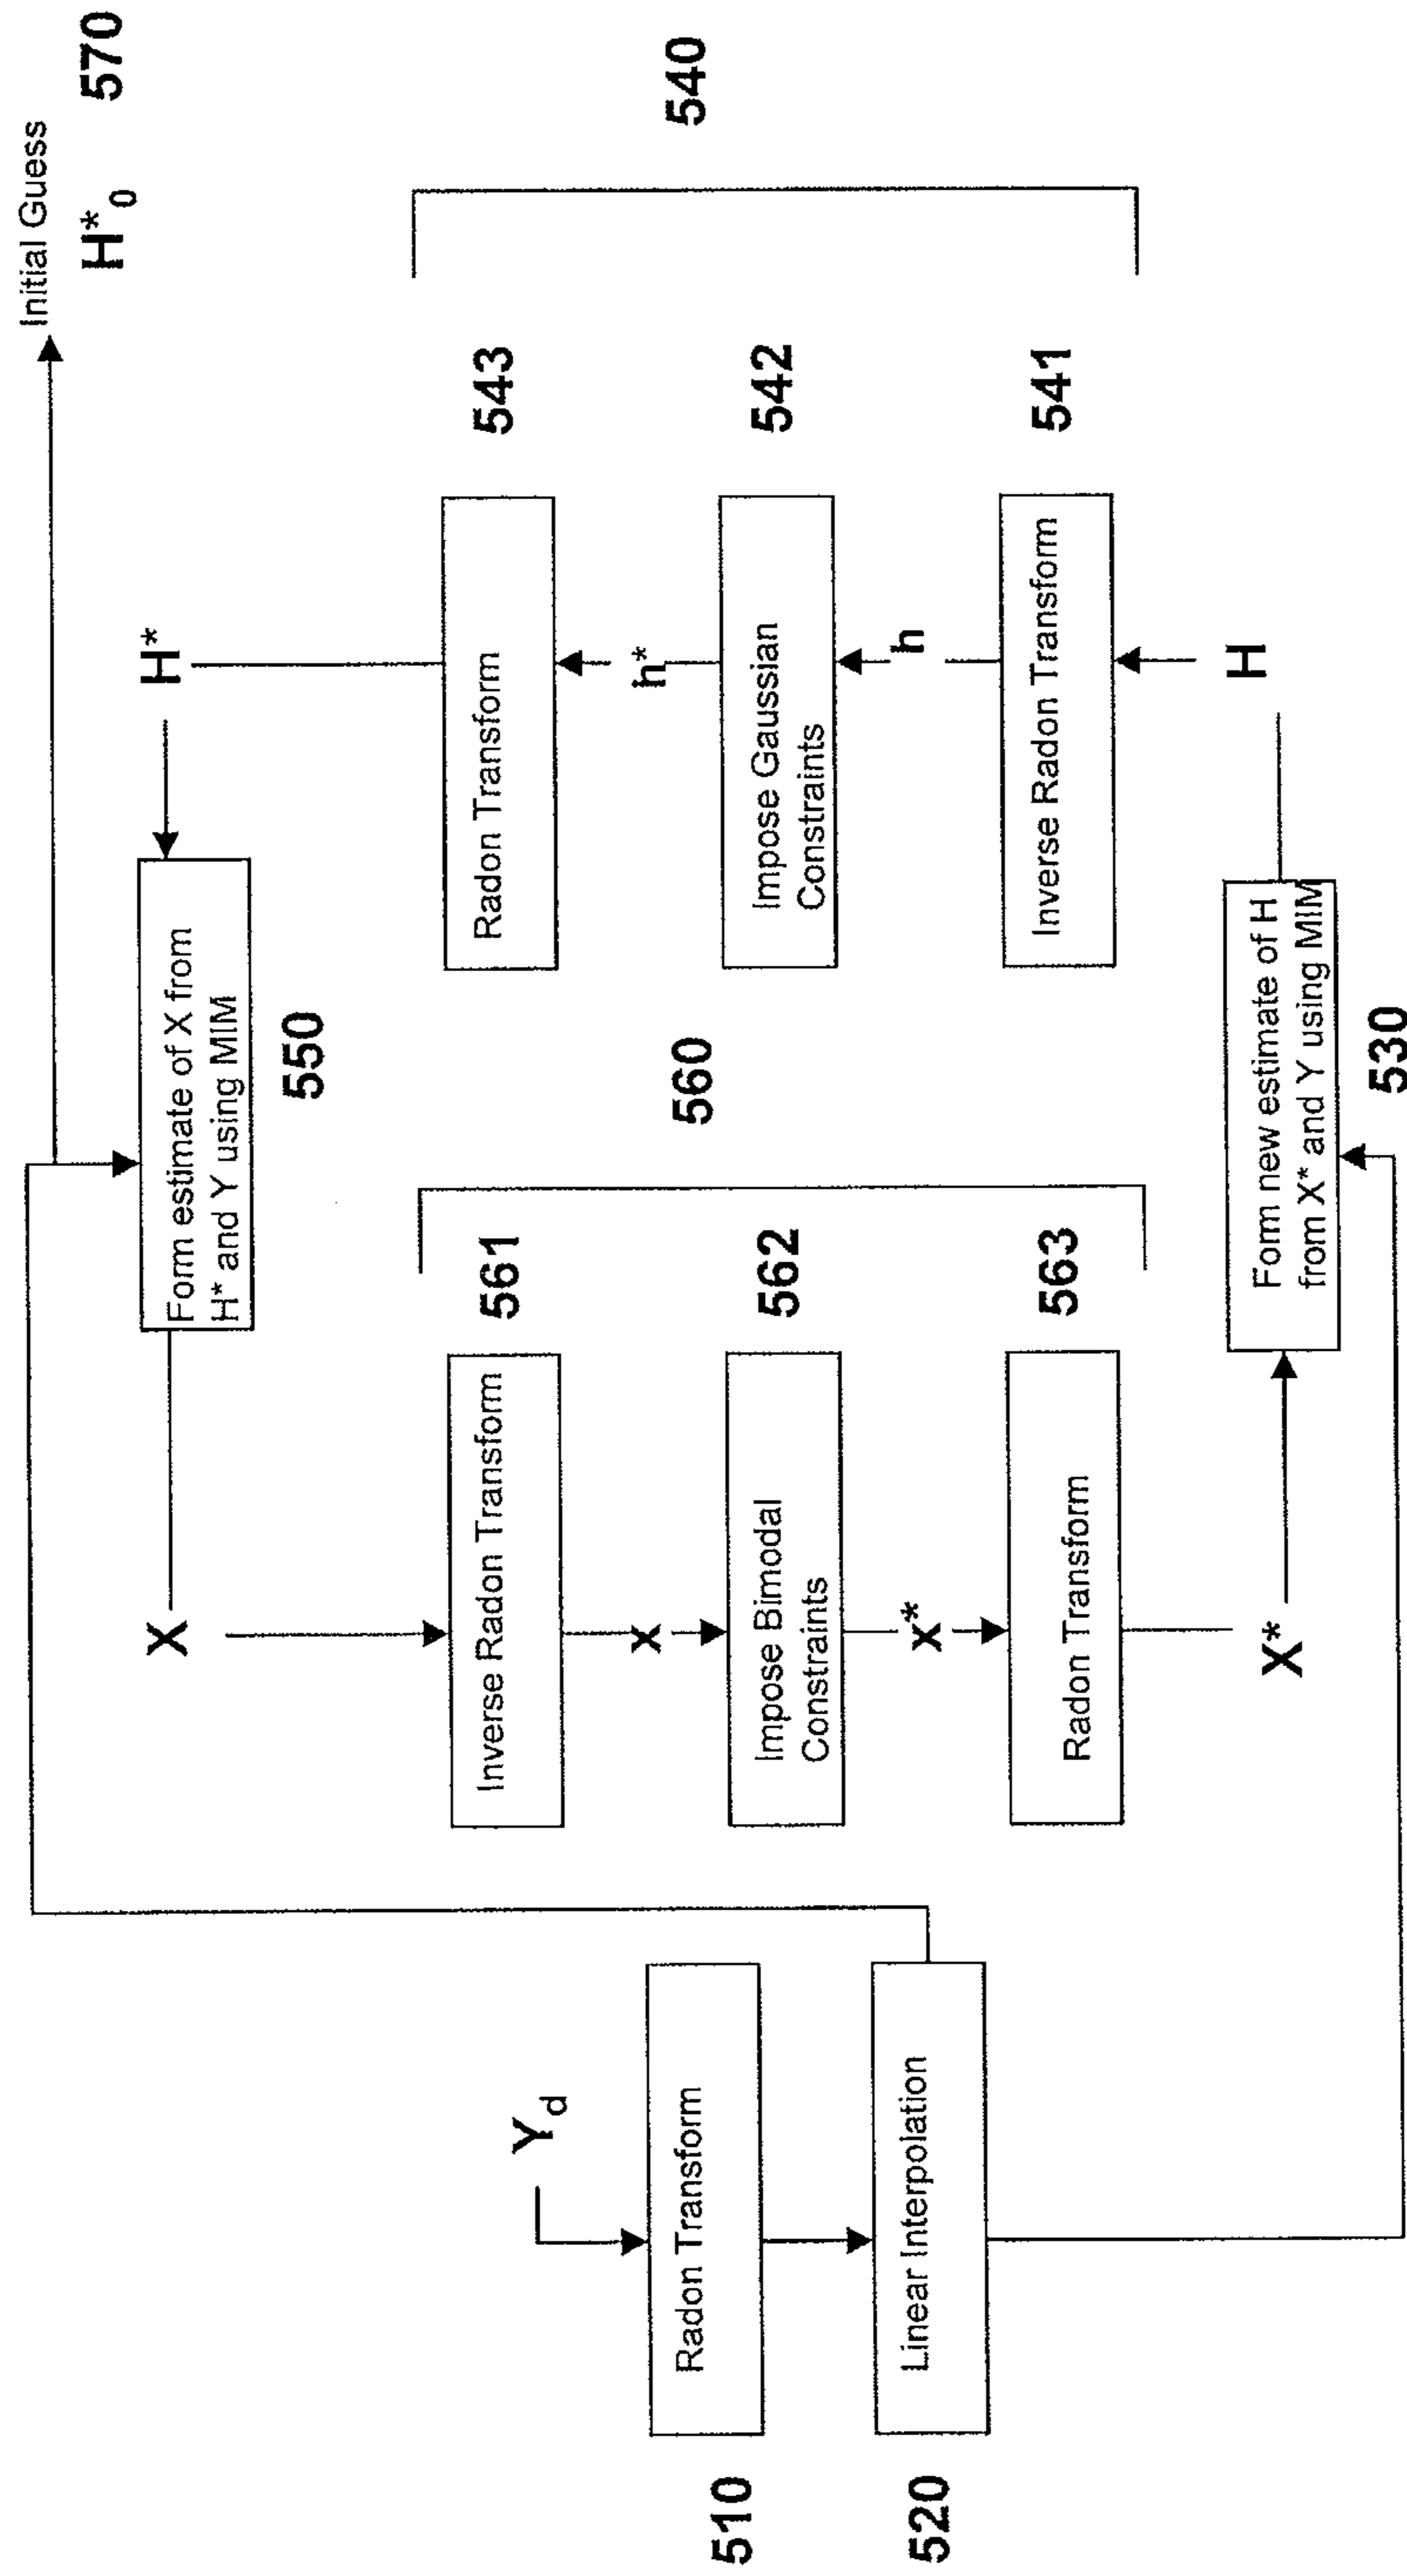 Initial Guess
H*0 570
H*
Form estimate of X from
H* and Y using MIM
550
X
543
Radon Transform
h*
542
Impose Gaussian
Constraints
h
541
Inverse Radon Transform
H
540
560
561
Inverse Radon Transform
x
562
Impose Bimodal
Constraints
x*
563
Radon Transform
X*
Form new estimate of H
from X* and Y using MIM
530
Yd
Radon Transform
510
Linear Interpolation
520